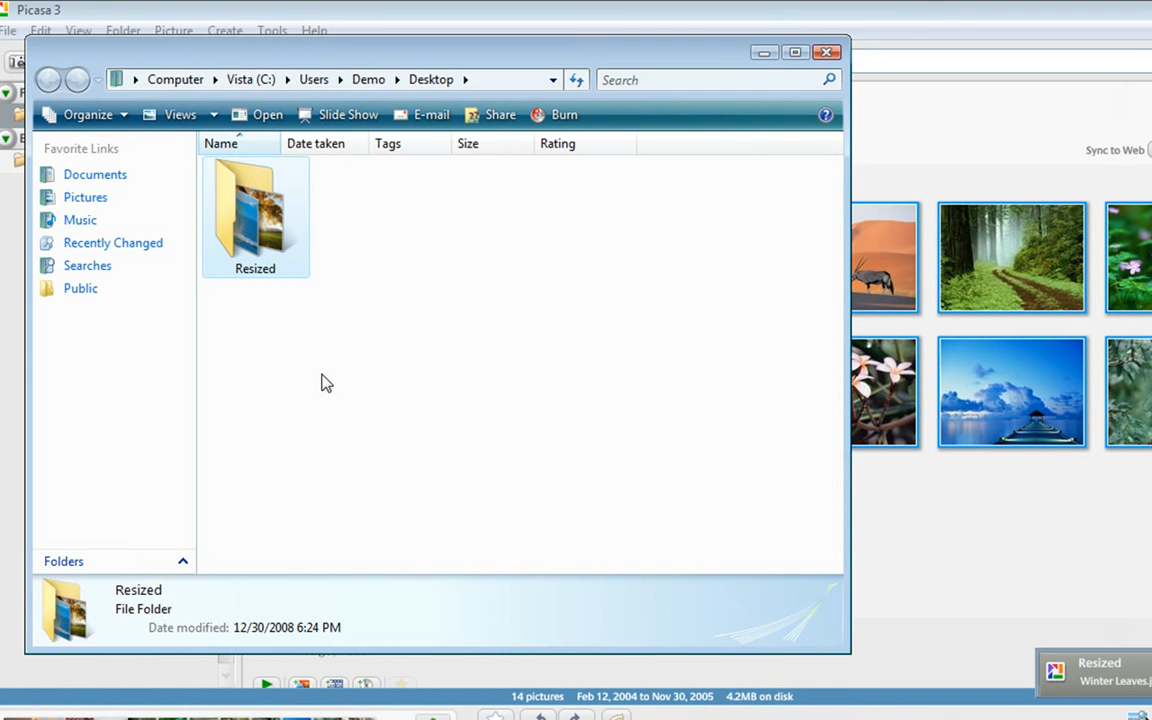 Picasa 3
File Edit View Folder Picture Create Tools Help
Computer Vista (C:) Users Demo Desktop
Search
Organize Views Open Slide Show E-mail Share Burn
Favorite Links
Name Date taken Tags Size Rating
Sync to Web
Documents
Pictures
Music
Recently Changed
Searches
Public
Resized
Folders
Resized
File Folder
Date modified: 12/30/2008 6:24 PM
Resized
Winter Leaves.j
14 pictures Feb 12, 2004 to Nov 30, 2005 4.2MB on disk